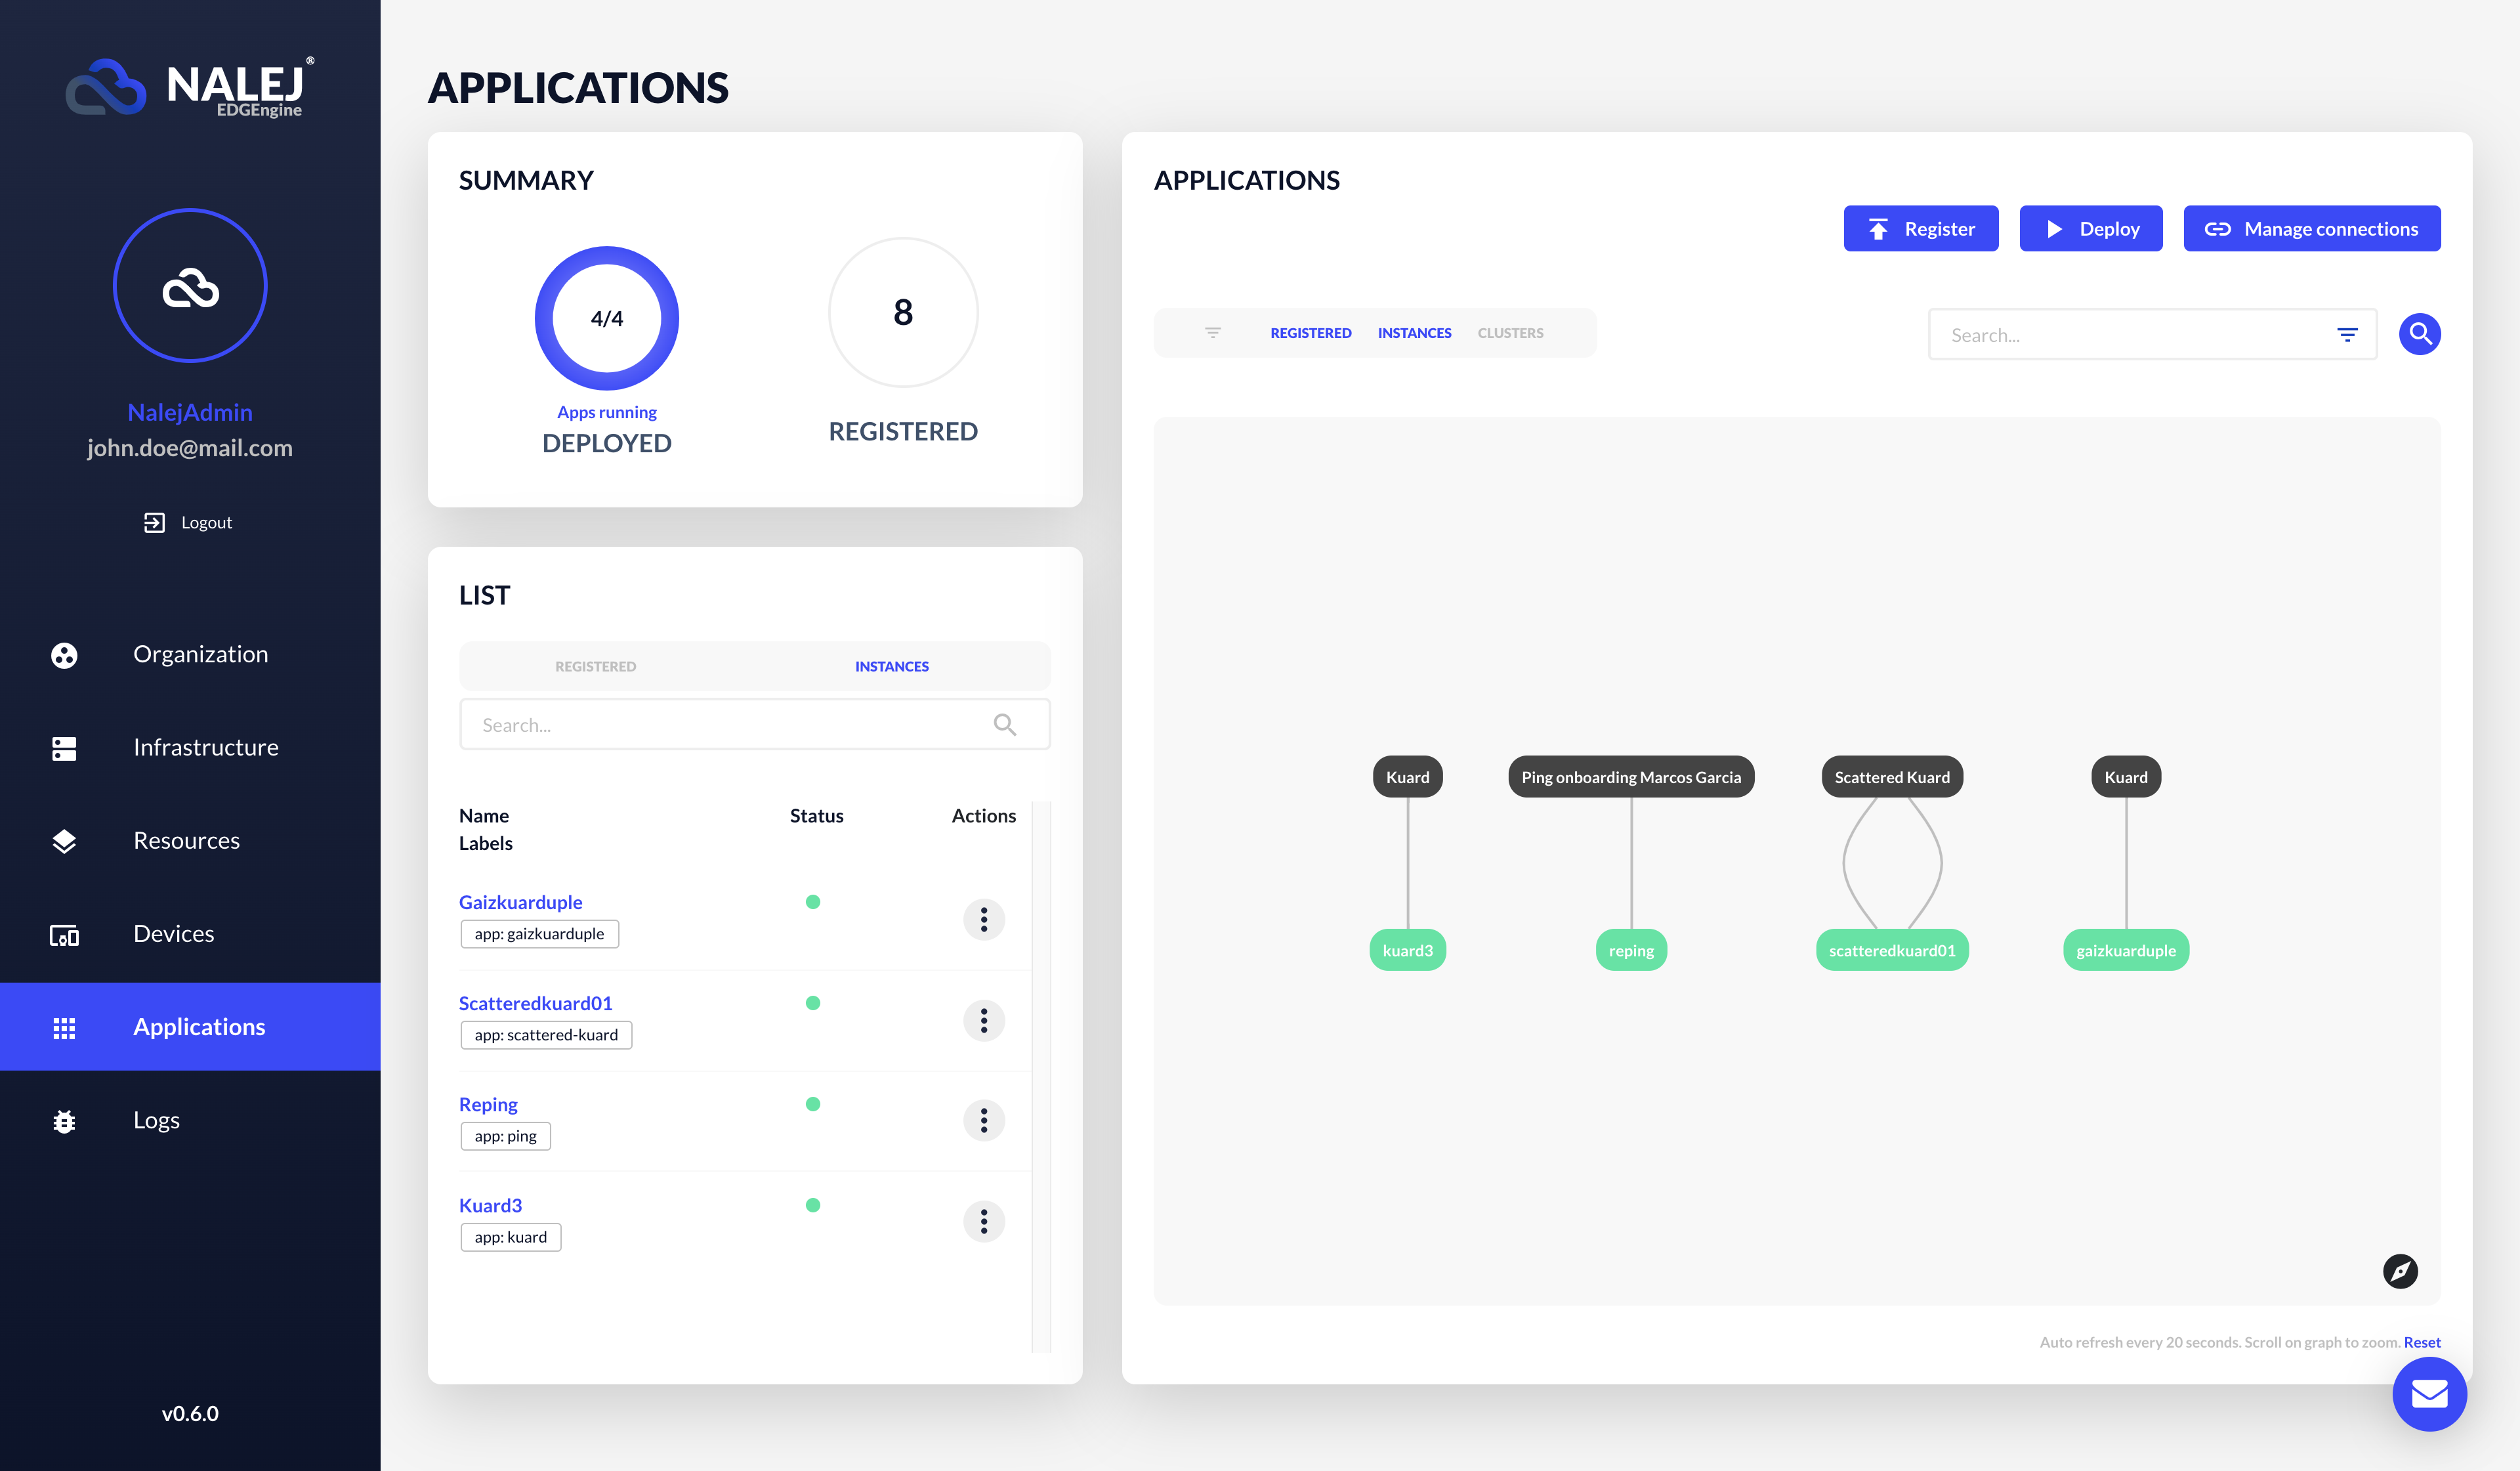 NALEJ®
EDGEngine
NalejAdmin
john.doe@mail.com
Logout
Organization
Infrastructure
Resources
Devices
Applications
Logs
v0.6.0
APPLICATIONS
SUMMARY
4/4
Apps running
DEPLOYED
8
REGISTERED
LIST
REGISTERED INSTANCES
Search...
Name Status Actions
Labels
Gaizkuarduple
app: gaizkuarduple
Scatteredkuard01
app: scattered-kuard
Reping
app: ping
Kuard3
app: kuard
APPLICATIONS
Register Deploy Manage connections
REGISTERED INSTANCES CLUSTERS
Search...
Kuard Ping onboarding Marcos Garcia Scattered Kuard Kuard
kuard3 reping scatteredkuard01 gaizkuarduple
Auto refresh every 20 seconds. Scroll on graph to zoom. Reset